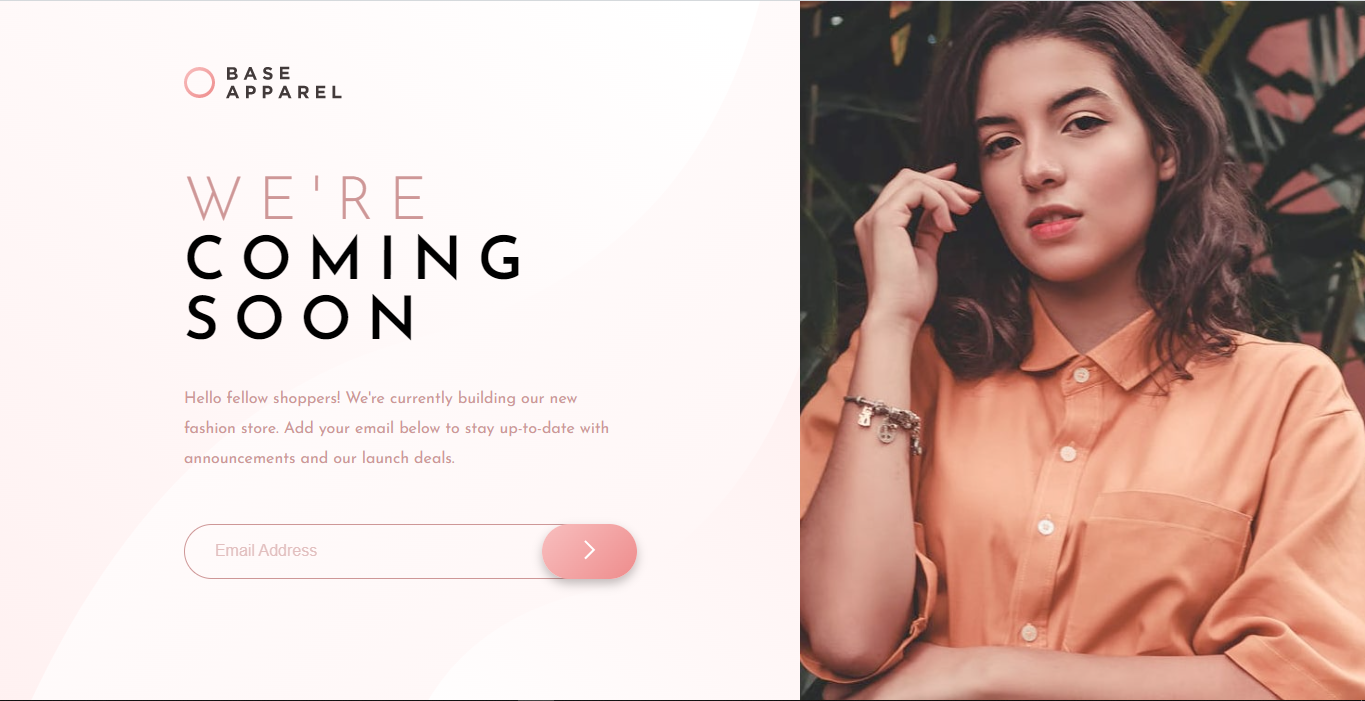 BASE
APPAREL
WE'RE
COMING
SOON
Hello fellow shoppers! We're currently building our new
fashion store. Add your email below to stay up-to-date with
announcements and our launch deals.
Email Address